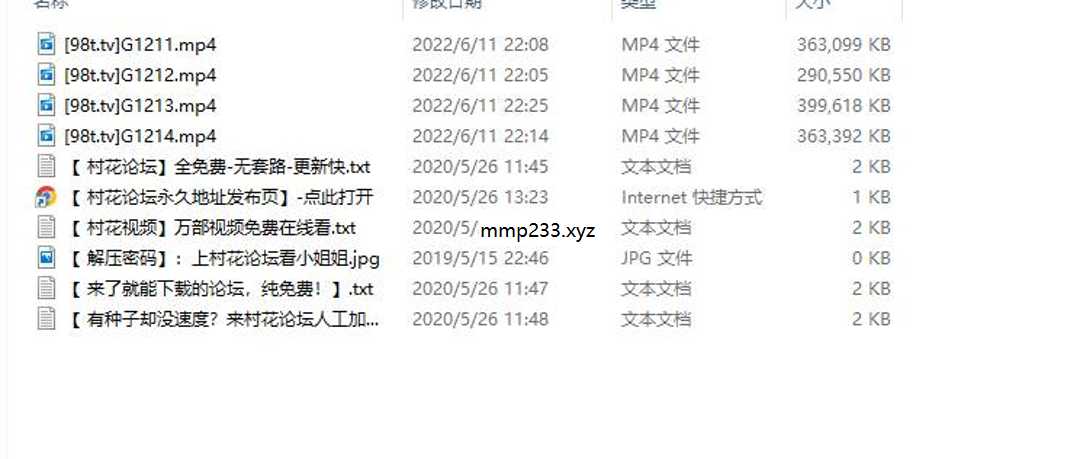 名称 修改日期 类型 大小
[98t.tv]G1211.mp4 2022/6/11 22:08 MP4 文件 363,099 KB
[98t.tv]G1212.mp4 2022/6/11 22:05 MP4 文件 290,550 KB
[98t.tv]G1213.mp4 2022/6/11 22:25 MP4 文件 399,618 KB
[98t.tv]G1214.mp4 2022/6/11 22:14 MP4 文件 363,392 KB
【 村花论坛】全免费-无套路-更新快.txt 2020/5/26 11:45 文本文档 2 KB
【 村花论坛永久地址发布页】-点此打开 2020/5/26 13:23 Internet 快捷方式 1 KB
【 村花视频】万部视频免费在线看.txt 2020/5/ mmp233.xyz 文本文档 2 KB
【 解压密码】：上村花论坛看小姐姐.jpg 2019/5/15 22:46 JPG 文件 0 KB
【 来了就能下载的论坛，纯免费！】.txt 2020/5/26 11:47 文本文档 2 KB
【 有种子却没速度？来村花论坛人工加... 2020/5/26 11:48 文本文档 2 KB